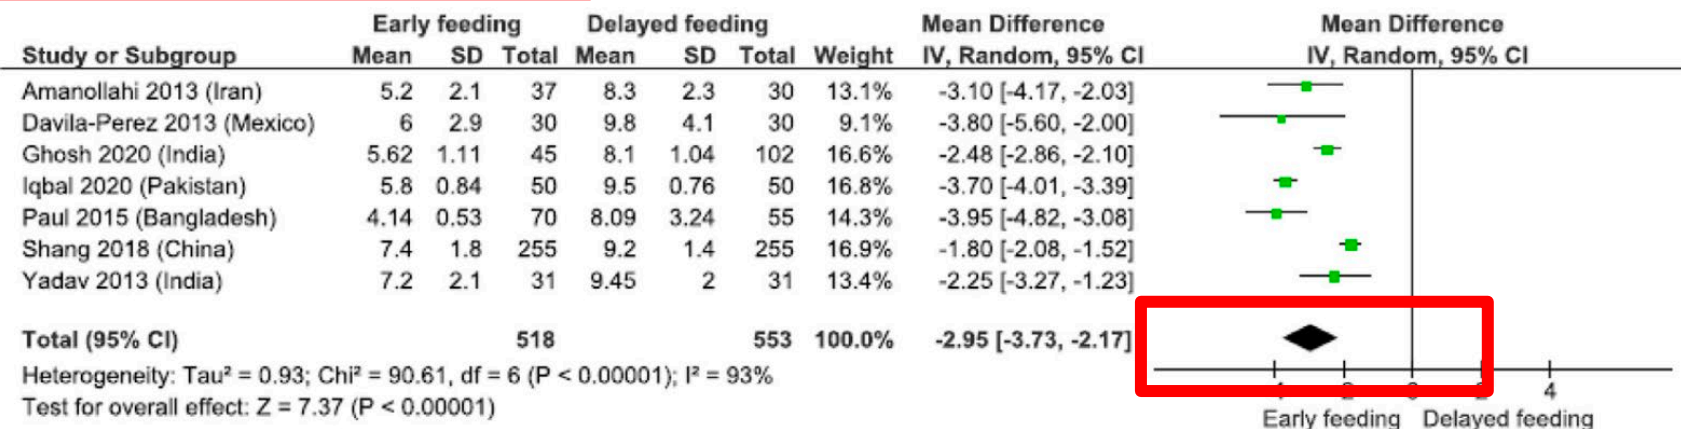 Early feeding Delayed feeding Mean Difference Mean Difference
Study or Subgroup Mean SD Total Mean SD Total Weight IV, Random, 95% CI IV, Random, 95% CI
Amanollahi 2013 (Iran) 5.2 2.1 37 8.3 2.3 30 13.1% -3.10 [-4.17, -2.03]
Davila-Perez 2013 (Mexico) 6 2.9 30 9.8 4.1 30 9.1% -3.80 [-5.60, -2.00]
Ghosh 2020 (India) 5.62 1.11 45 8.1 1.04 102 16.6% -2.48 [-2.86, -2.10]
Iqbal 2020 (Pakistan) 5.8 0.84 50 9.5 0.76 50 16.8% -3.70 [-4.01, -3.39]
Paul 2015 (Bangladesh) 4.14 0.53 70 8.09 3.24 55 14.3% -3.95 [-4.82, -3.08]
Shang 2018 (China) 7.4 1.8 255 9.2 1.4 255 16.9% -1.80 [-2.08, -1.52]
Yadav 2013 (India) 7.2 2.1 31 9.45 2 31 13.4% -2.25 [-3.27, -1.23]
Total (95% CI) 518 553 100.0% -2.95 [-3.73, -2.17]
Heterogeneity: Tau² = 0.93; Chi² = 90.61, df = 6 (P < 0.00001); I² = 93%
4
Test for overall effect: Z = 7.37 (P < 0.00001)
Early feeding Delayed feeding